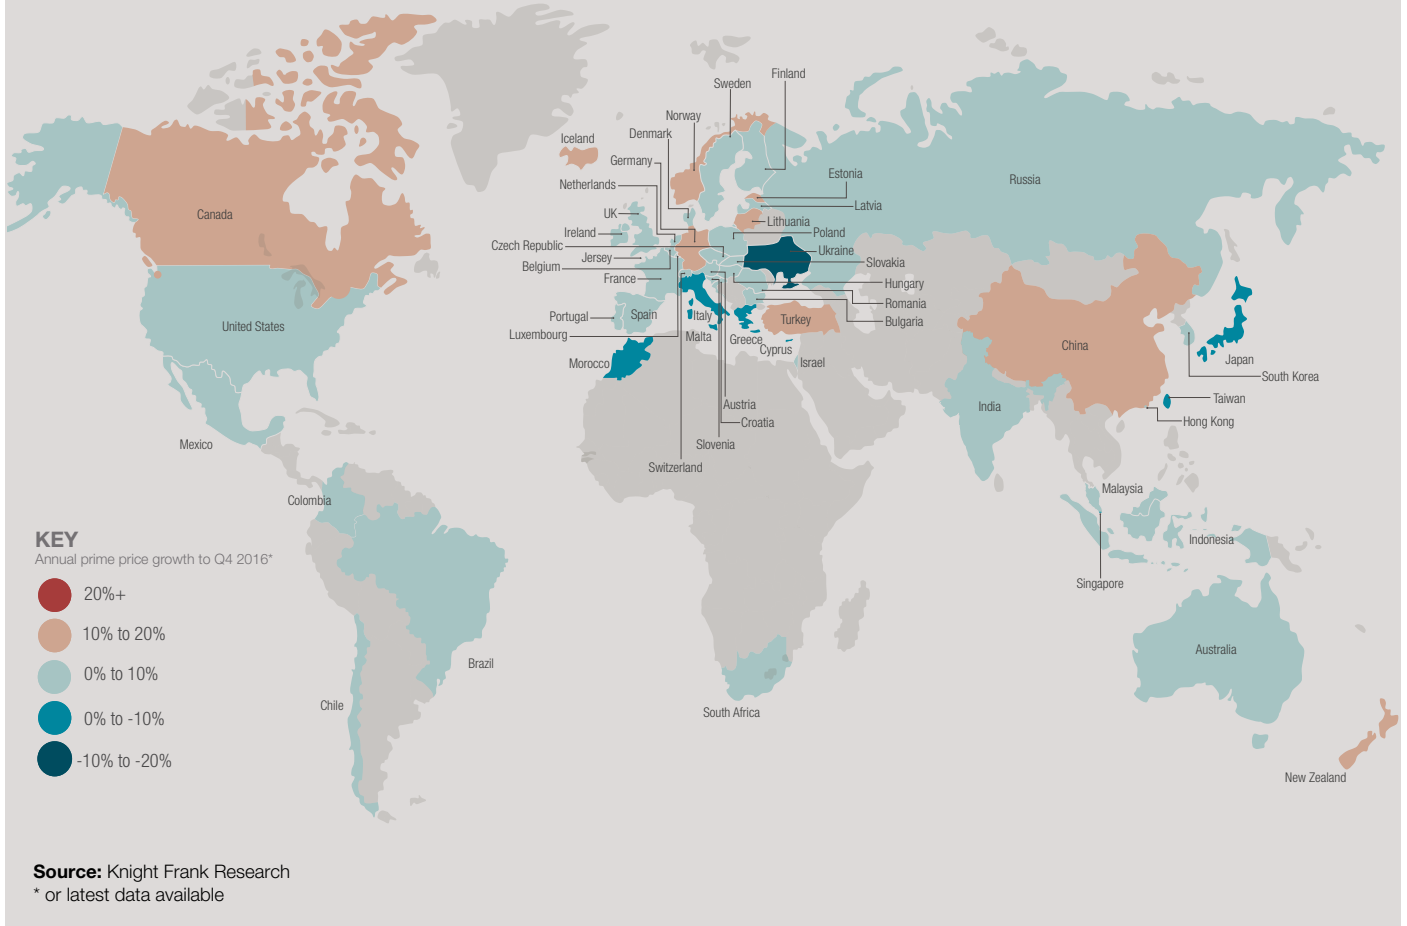 Finland
Sweden
Norway
Denmark
Iceland
Germany
Estonia
Russia
Netherlands
Latvia
UK
Canada
Lithuania
Ireland
Poland
Czech Republic
Ukraine
Jersey
Slovakia
Belgium
France
Hungary
Romania
Portugal
Spain
Italy
Turkey
Bulgaria
United States
Luxembourg
Malta
Greece
Cyprus
China
Japan
Morocco
Israel
South Korea
Taiwan
Austria
India
Croatia
Hong Kong
Mexico
Slovenia
Switzerland
Malaysia
Colombia
Indonesia
Singapore
Australia
Brazil
Chile
South Africa
New Zealand
KEY
Annual prime price growth to Q4 2016*
20%+
10% to 20%
0% to 10%
0% to -10%
-10% to -20%
Source: Knight Frank Research
* or latest data available